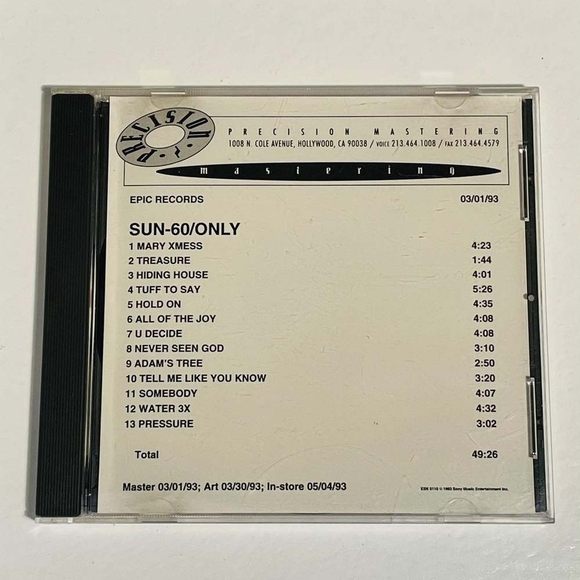 PRECISION
PRECISION MASTERING
1008 N. COLE AVENUE, HOLLYWOOD, CA 90038 / VOICE 213.464.1008 / FAX 213.464.4579
mastering
EPIC RECORDS 03/01/93
SUN-60/ONLY
1 MARY XMESS 4:23
2 TREASURE 1:44
3 HIDING HOUSE 4:01
4 TUFF TO SAY 5:26
5 HOLD ON 4:35
6 ALL OF THE JOY 4:08
7 U DECIDE 4:08
8 NEVER SEEN GOD 3:10
9 ADAM'S TREE 2:50
10 TELL ME LIKE YOU KNOW 3:20
11 SOMEBODY 4:07
12 WATER 3X 4:32
13 PRESSURE 3:02
Total 49:26
Master 03/01/93; Art 03/30/93; In-store 05/04/93
1993 Sony Music Entertainment Inc.